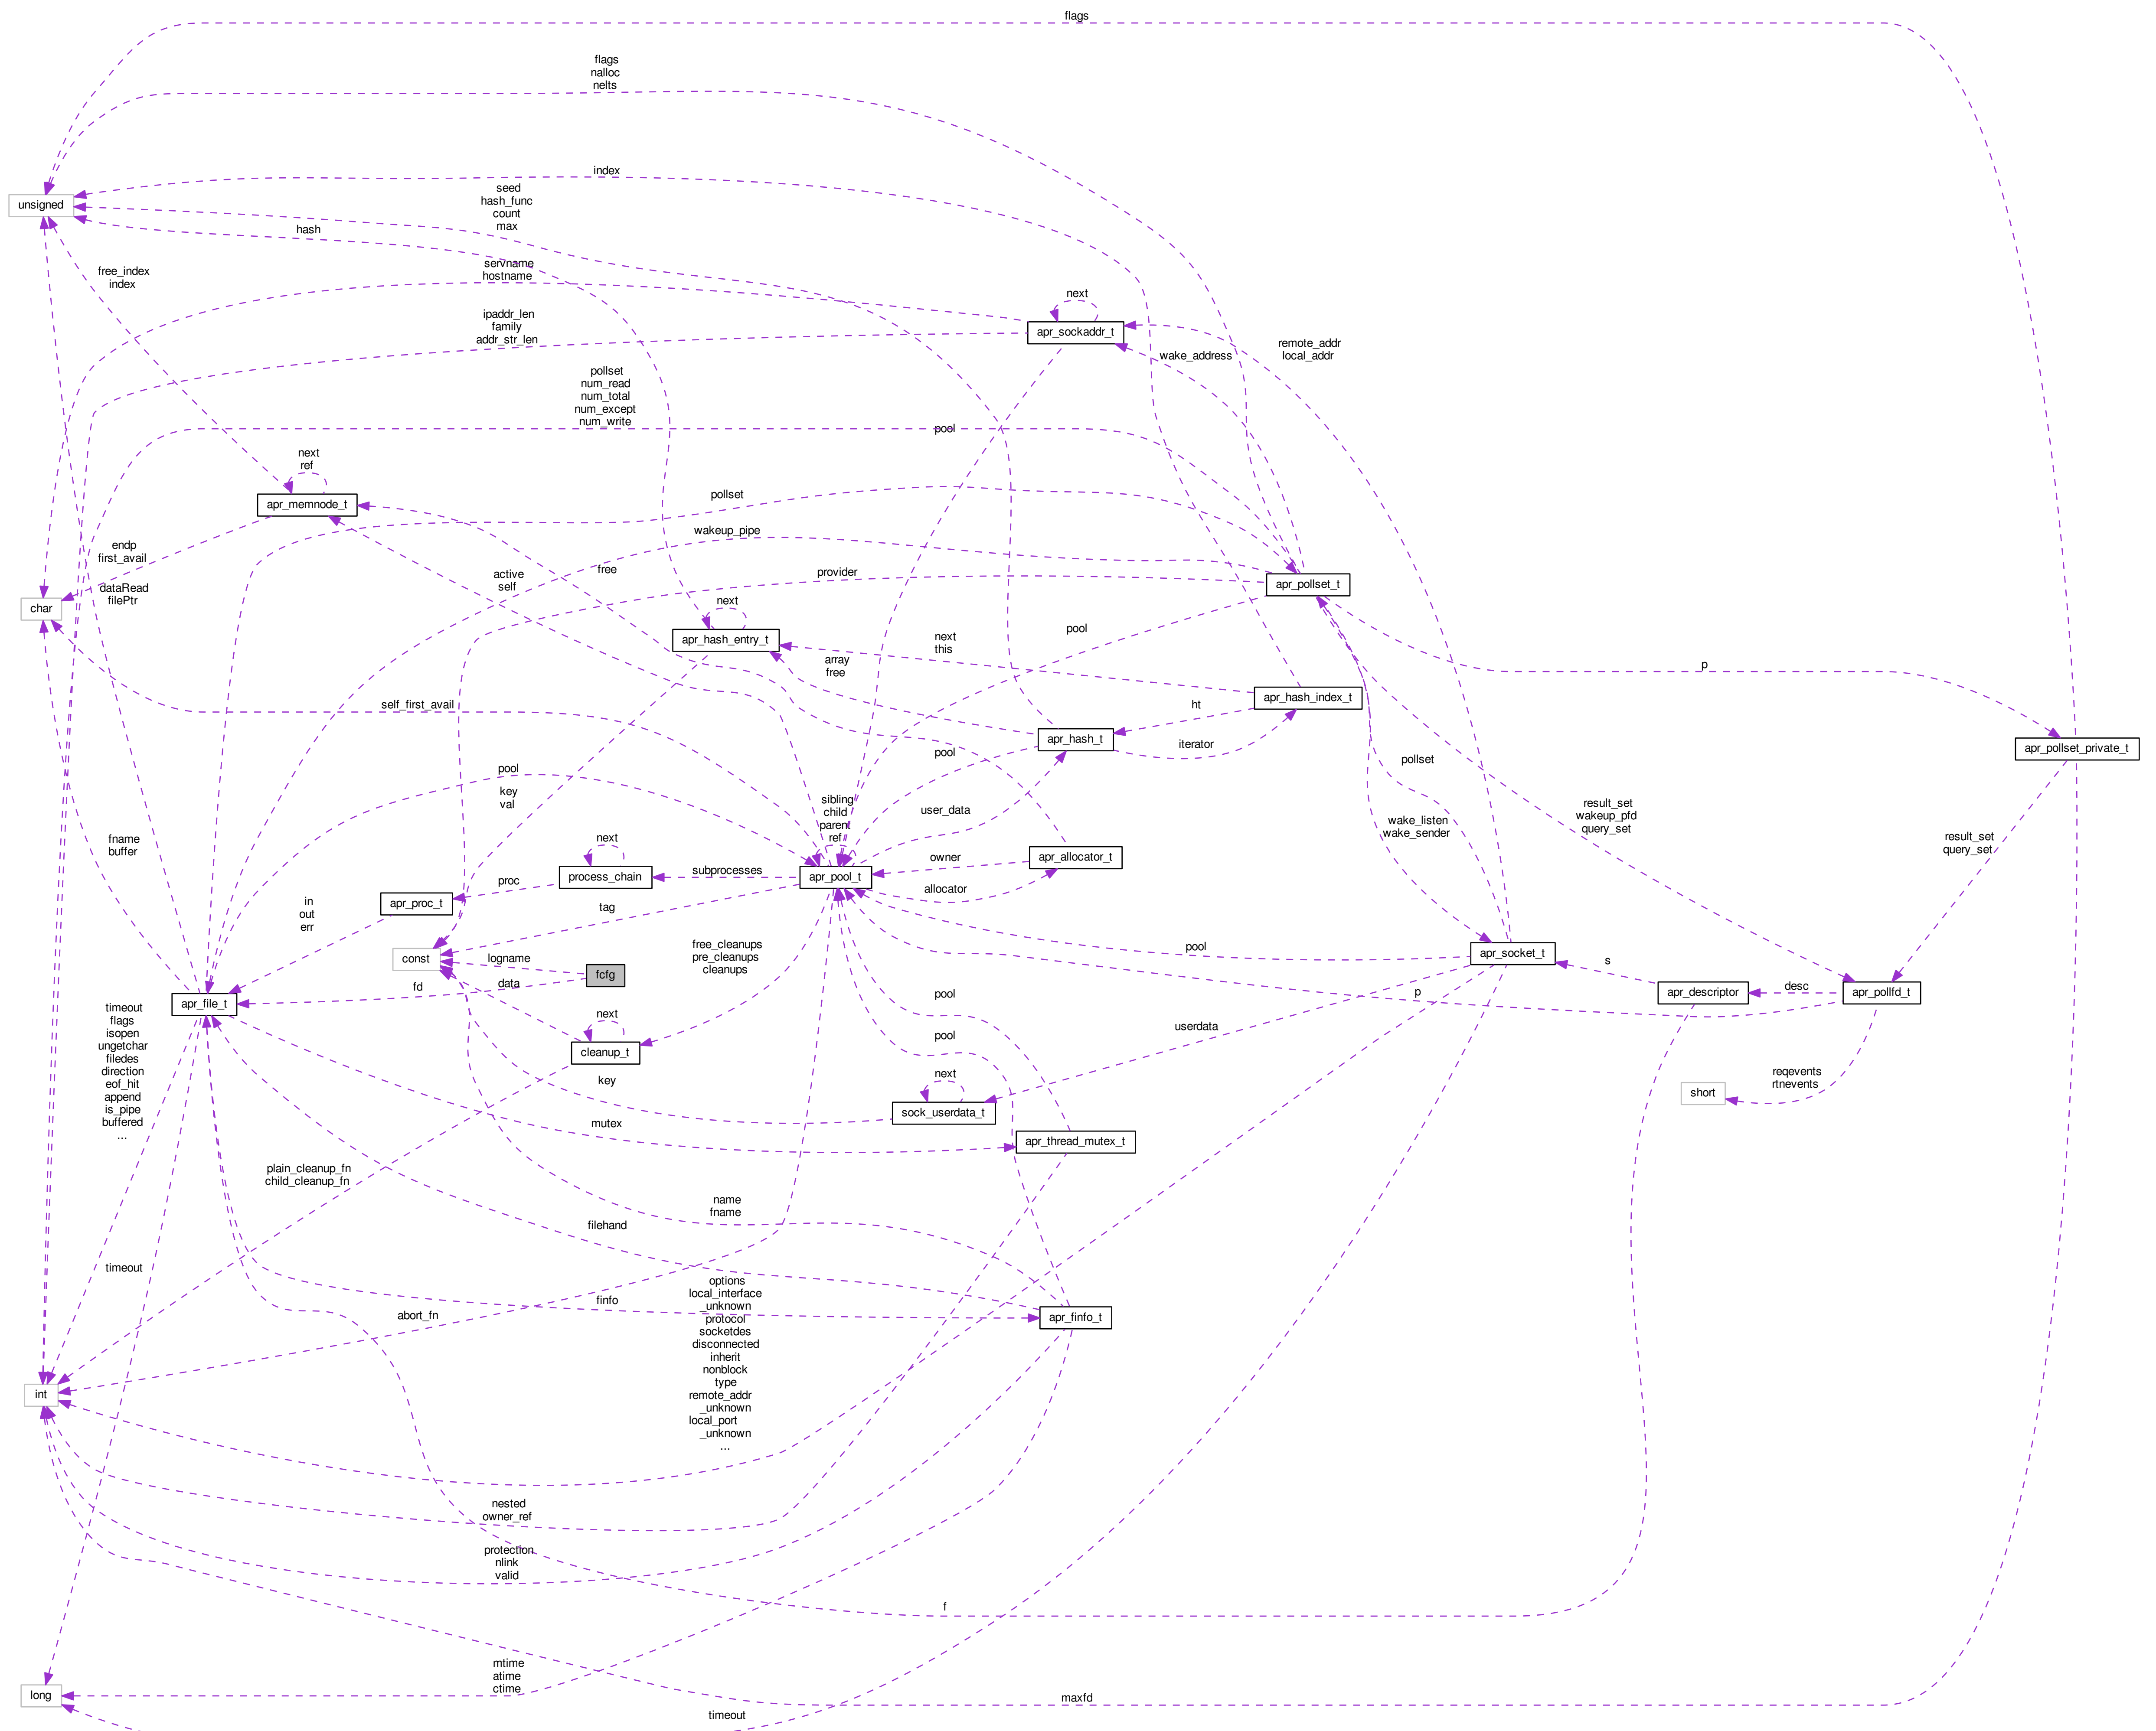 flags
flags
nalloc
nelts
index
unsigned
seed
hash_func
count
max
hash
free_index
index
servname
hostname
next
apr_sockaddr_t
ipaddr_len
family
addr_str_len
remote_addr
local_addr
wake_address
pollset
num_read
num_total
num_except
num_write
pool
next
ref
apr_memnode_t
pollset
wakeup_pipe
endp
first_avail
active
self
free
provider
apr_pollset_t
dataRead
filePtr
char
next
apr_hash_entry_t
pool
next
this
array
free
p
apr_hash_index_t
self_first_avail
ht
apr_hash_t
iterator
apr_pollset_private_t
pool
pool
pollset
key
val
sibling
child
parent
ref
user_data
result_set
wakeup_pfd
query_set
wake_listen
wake_sender
fname
buffer
next
process_chain
subprocesses
apr_pool_t
owner
apr_allocator_t
allocator
result_set
query_set
proc
apr_proc_t
in
out
err
tag
const
logname
fcfg
free_cleanups
pre_cleanups
cleanups
pool
apr_socket_t
s
fd
data
apr_file_t
pool
p
apr_descriptor
desc
apr_pollfd_t
timeout
flags
isopen
ungetchar
filedes
direction
eof_hit
append
is_pipe
buffered
...
next
cleanup_t
pool
userdata
key
next
sock_userdata_t
reqevents
rtnevents
short
mutex
apr_thread_mutex_t
plain_cleanup_fn
child_cleanup_fn
name
fname
filehand
timeout
finfo
abort_fn
apr_finfo_t
options
local_interface
_unknown
protocol
socketdes
disconnected
inherit
nonblock
type
remote_addr
_unknown
local_port
_unknown
...
int
nested
owner_ref
protection
nlink
valid
f
mtime
atime
ctime
long
maxfd
timeout